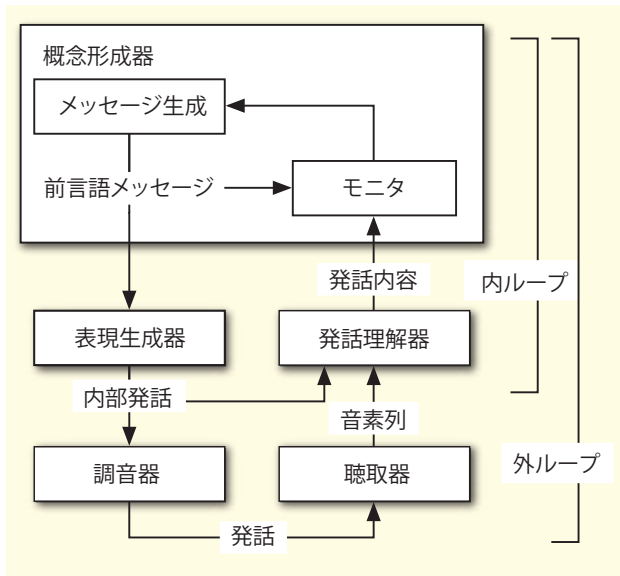 概念形成器
メッセージ生成
前言語メッセージ
モニタ
発話内容
内ループ
表現生成器
発話理解器
内部発話
音素列
外ループ
調音器
聴取器
発話